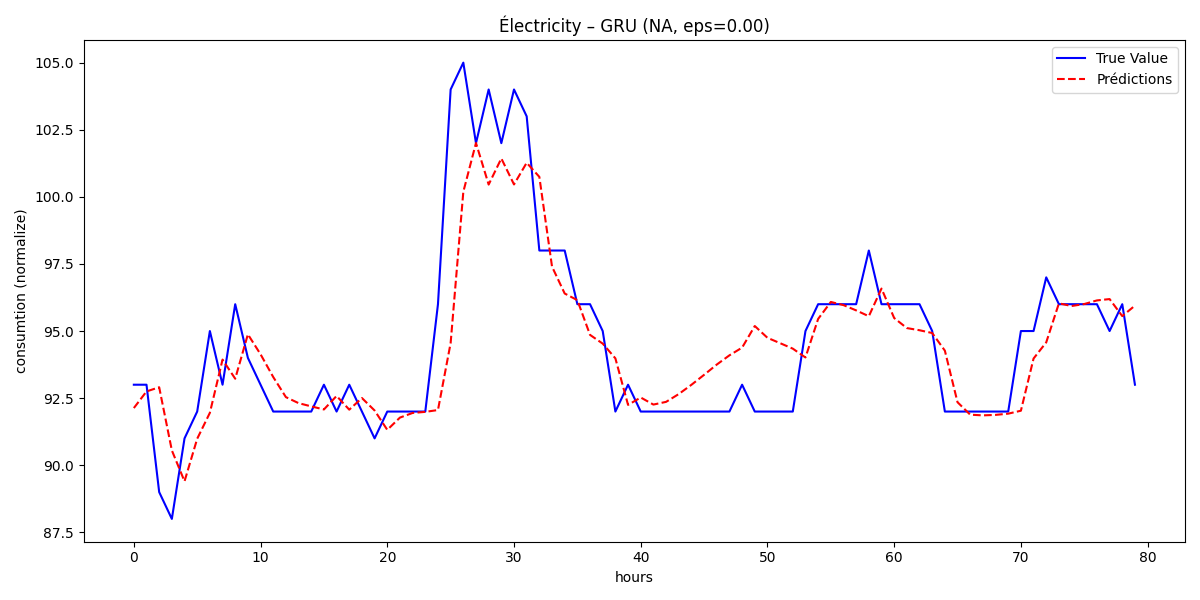 Électricity – GRU (NA, eps=0.00)
True Value
Prédictions
consumtion (normalize)
105.0
102.5
100.0
97.5
95.0
92.5
90.0
87.5
0 10 20 30 40 50 60 70 80
hours